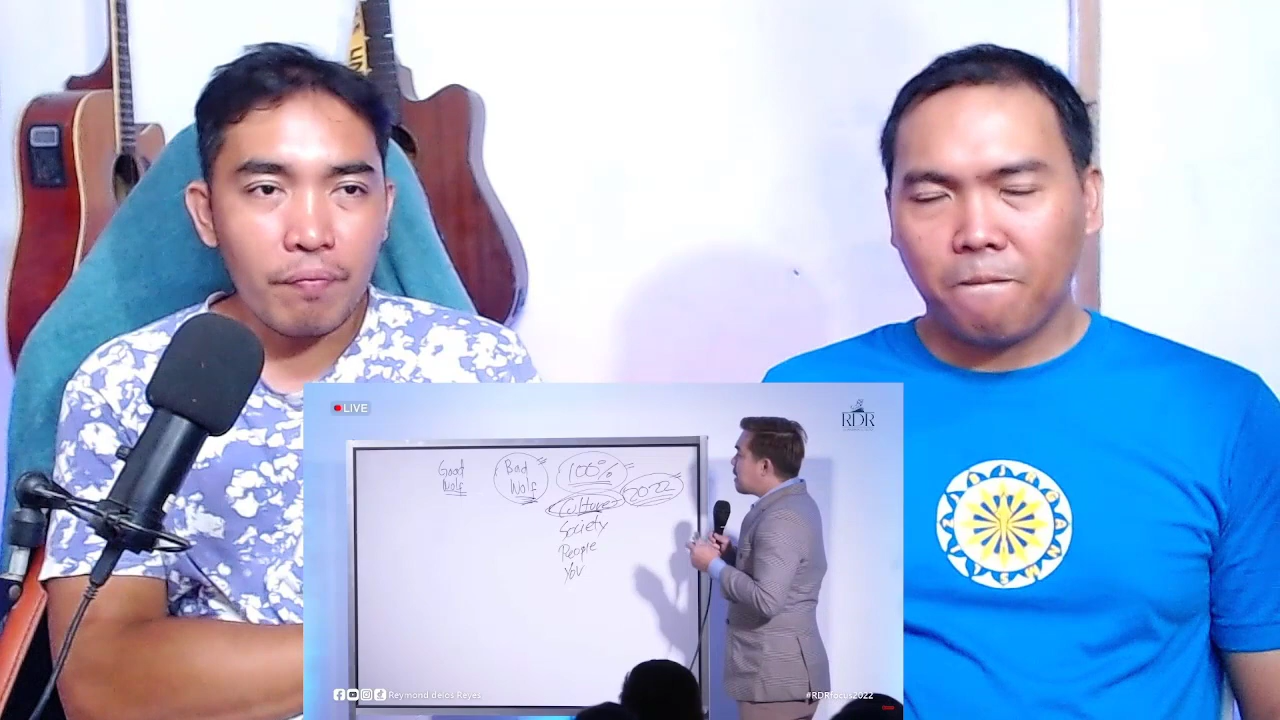 LIVE
RDR
Good Bad 100%
Wolf Wolf
Culture 2022
Society
People
You
Reymond delos Reyes
#RDRfocus2022